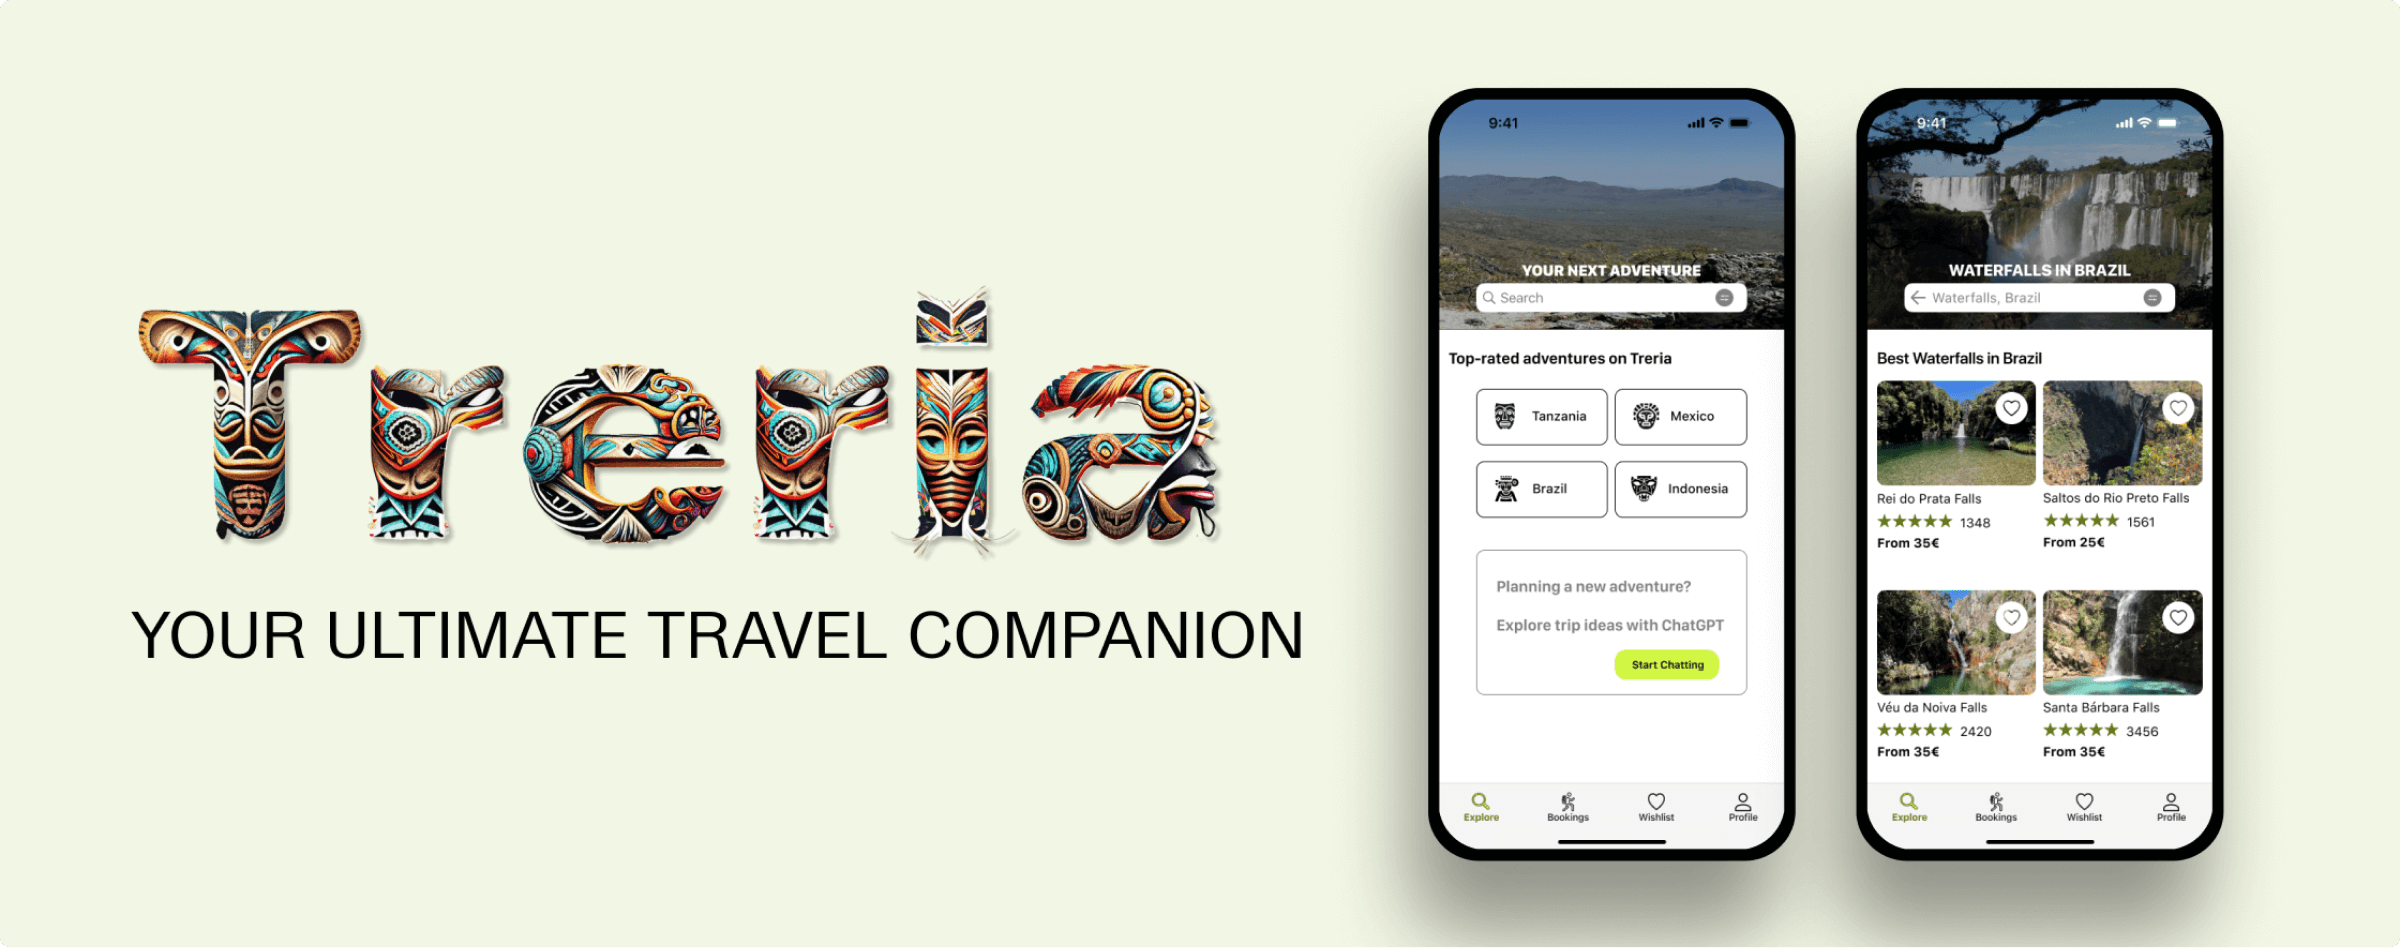 Treria
YOUR ULTIMATE TRAVEL COMPANION
9:41
YOUR NEXT ADVENTURE
Search
Top-rated adventures on Treria
Tanzania
Mexico
Brazil
Indonesia
Planning a new adventure?
Explore trip ideas with ChatGPT
Start Chatting
Explore
Bookings
Wishlist
Profile
9:41
WATERFALLS IN BRAZIL
Waterfalls, Brazil
Best Waterfalls in Brazil
Rei do Prata Falls
★★★★★ 1348
From 35€
Saltos do Rio Preto Falls
★★★★★ 1561
From 25€
Véu da Noiva Falls
★★★★★ 2420
From 35€
Santa Bárbara Falls
★★★★★ 3456
From 35€
Explore
Bookings
Wishlist
Profile